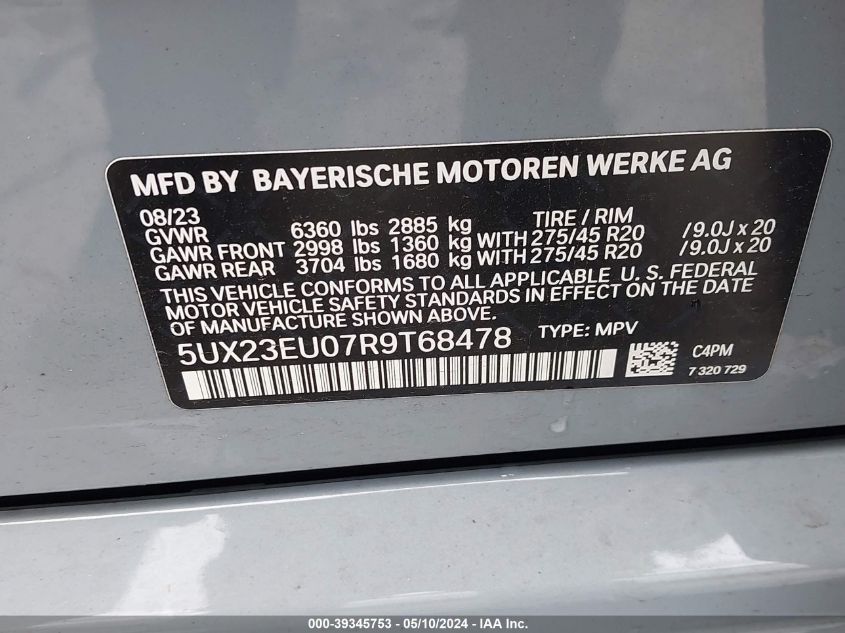 MFD BY BAYERISCHE MOTOREN WERKE AG
08/23 TIRE / RIM
GVWR 6360 lbs 2885 kg
GAWR FRONT 2998 lbs 1360 kg WITH 275/45 R20 /9.0J x 20
GAWR REAR 3704 lbs 1680 kg WITH 275/45 R20 /9.0J x 20
THIS VEHICLE CONFORMS TO ALL APPLICABLE U. S. FEDERAL
MOTOR VEHICLE SAFETY STANDARDS IN EFFECT ON THE DATE
OF MANUFACTURE SHOWN ABOVE.
5UX23EU07R9T68478 TYPE: MPV
C4PM
7 320 729
000-39345753 - 05/10/2024 - IAA Inc.